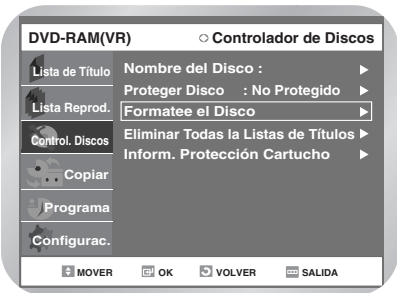 DVD-RAM(VR) Controlador de Discos
Lista de Título
Nombre del Disco :
Proteger Disco : No Protegido
Lista Reprod.
Formatee el Disco
Control. Discos
Eliminar Todas la Listas de Títulos
Inform. Protección Cartucho
Copiar
Programa
Configurac.
MOVER OK VOLVER SALIDA